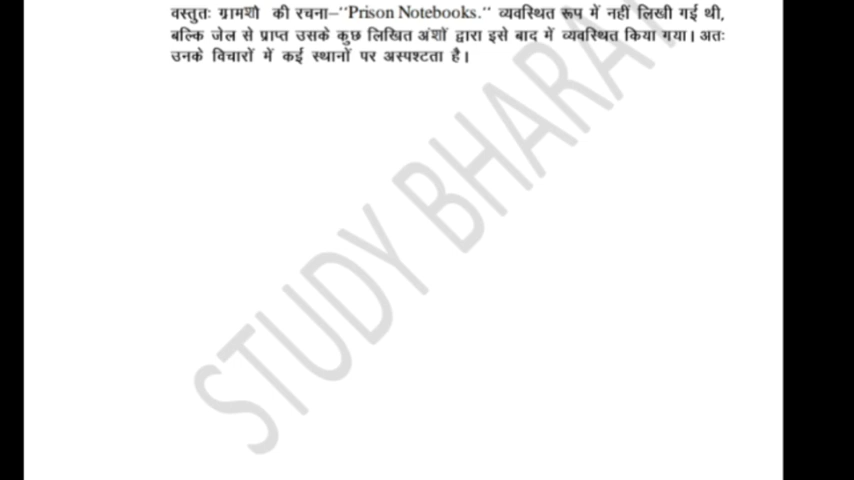 वस्तुतः ग्रामशी की रचना–"Prison Notebooks." व्यवस्थित रूप में नहीं लिखी गई थी,
बल्कि जेल से प्राप्त उसके कुछ लिखित अंशों द्वारा इसे बाद में व्यवस्थित किया गया। अतः
उनके विचारों में कई स्थानों पर अस्पश्टता है।
STUDY BHARAT